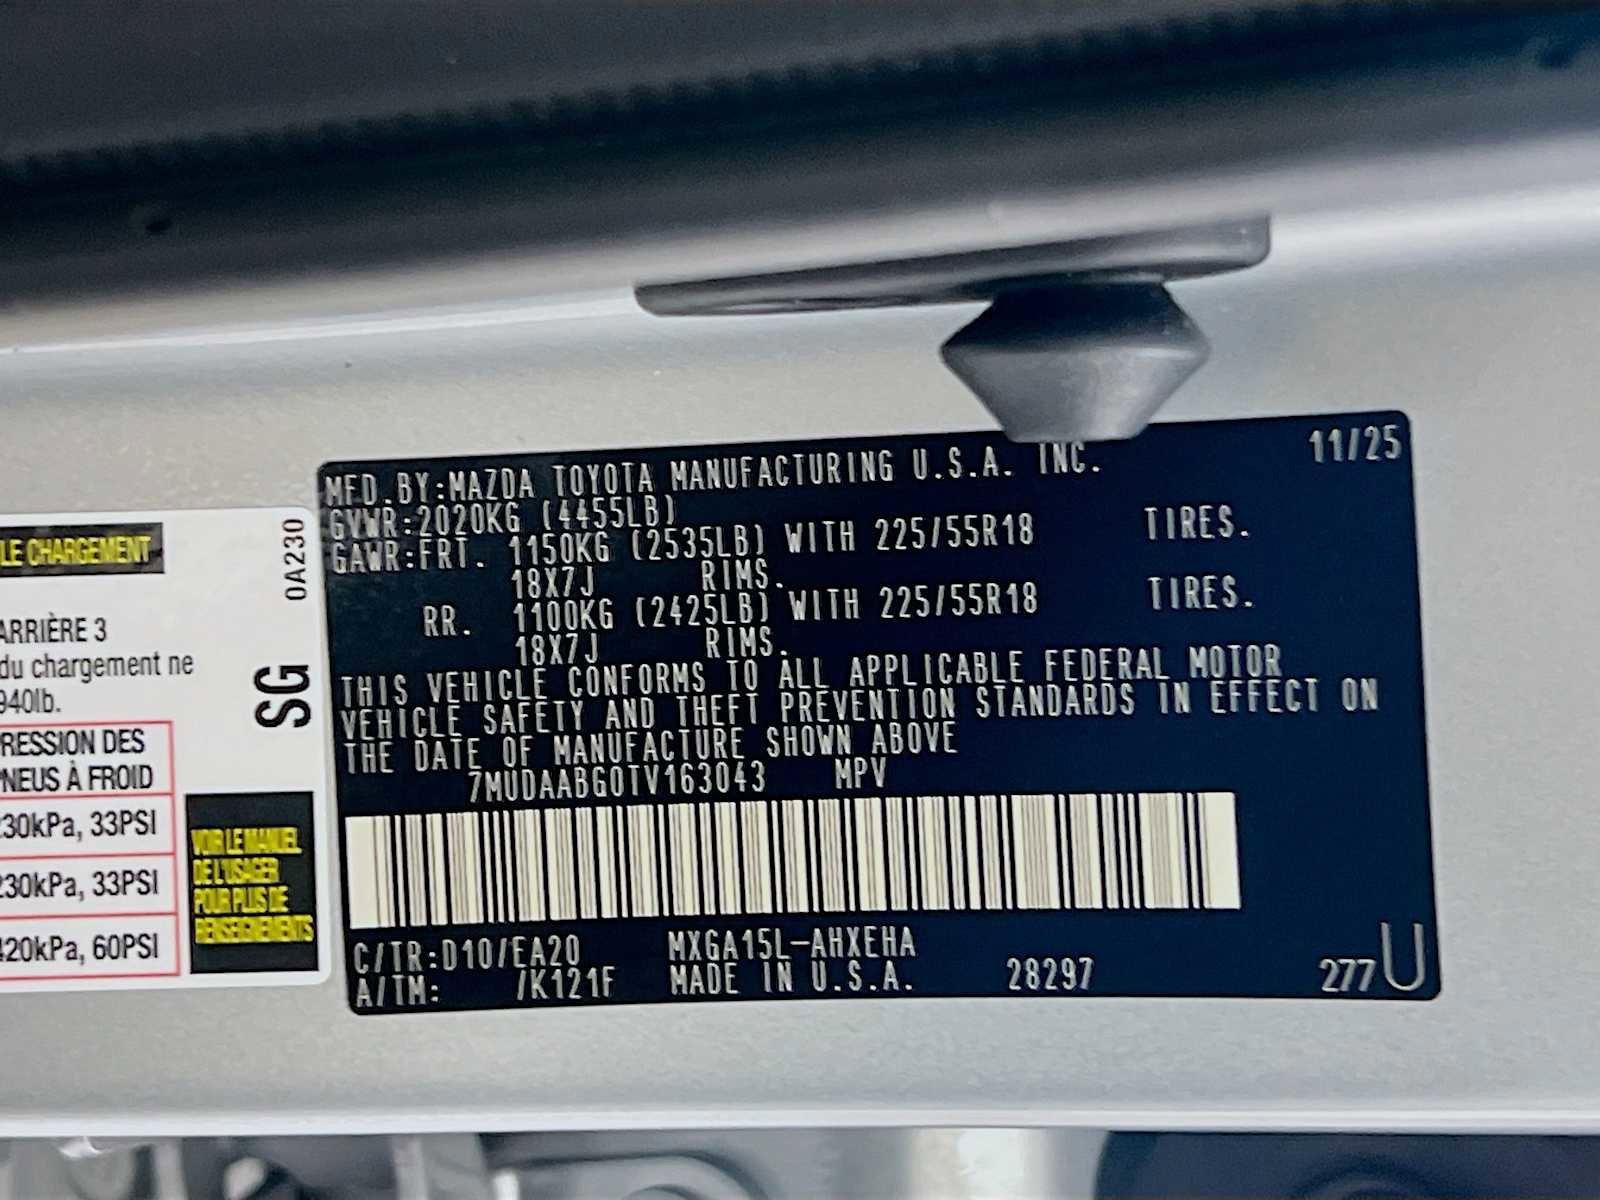 LE CHARGEMENT
0A230
ARRIÈRE 3
du chargement ne
940lb.
SG
RESSION DES
PNEUS À FROID
230kPa, 33PSI
230kPa, 33PSI
420kPa, 60PSI
VOIR LE MANUEL
DE L'USAGER
POUR PLUS DE
RENSEIGNEMENTS
MFD.BY:MAZDA TOYOTA MANUFACTURING U.S.A. INC. 11/25
GVWR:2020KG (4455LB)
GAWR:FRT. 1150KG (2535LB) WITH 225/55R18 TIRES.
18X7J RIMS.
RR. 1100KG (2425LB) WITH 225/55R18 TIRES.
18X7J RIMS.
THIS VEHICLE CONFORMS TO ALL APPLICABLE FEDERAL MOTOR
VEHICLE SAFETY AND THEFT PREVENTION STANDARDS IN EFFECT ON
THE DATE OF MANUFACTURE SHOWN ABOVE
7MUDAABG0TV163043 MPV
C/TR:D10/EA20 MXGA15L-AHXEHA
A/TM: /K121F MADE IN U.S.A. 28297 277U